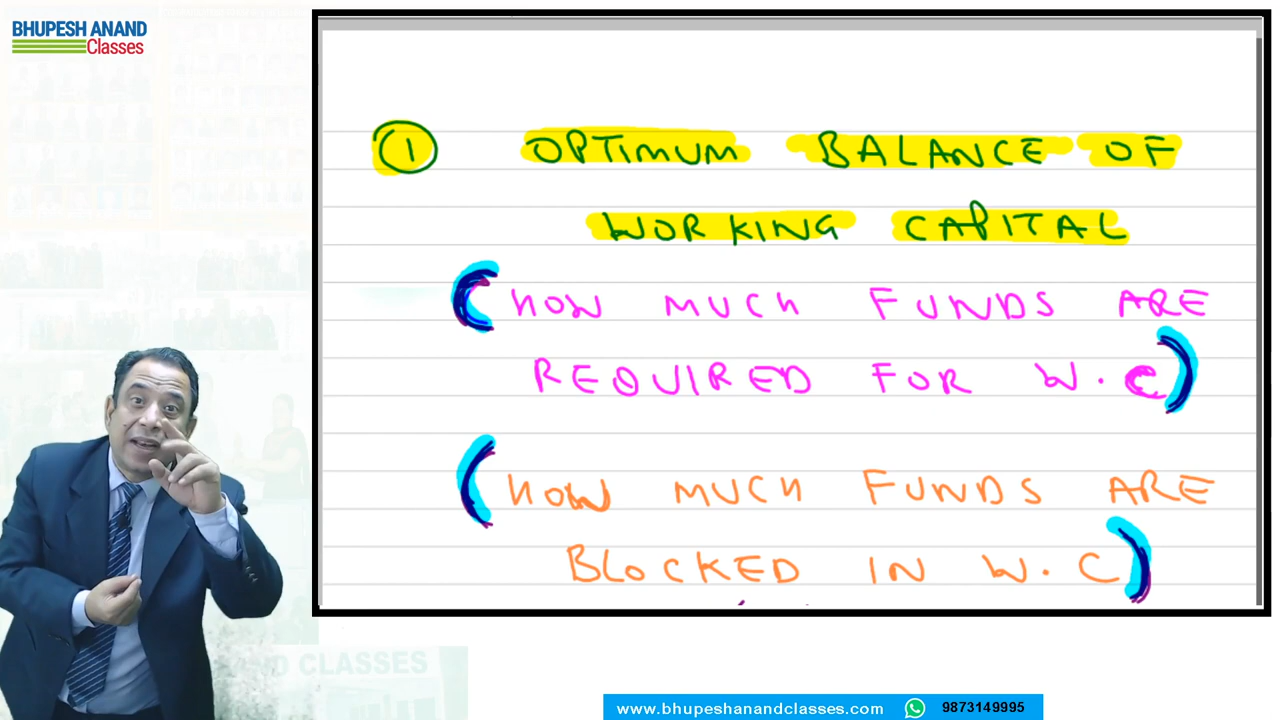 BHUPESH ANAND
Classes
1 OPTIMUM BALANCE OF
WORKING CAPITAL
(HOW MUCH FUNDS ARE
REQUIRED FOR W.C)
(HOW MUCH FUNDS ARE
BLOCKED IN W.C)
D CLASSES
www.bhupeshanandclasses.com 9873149995